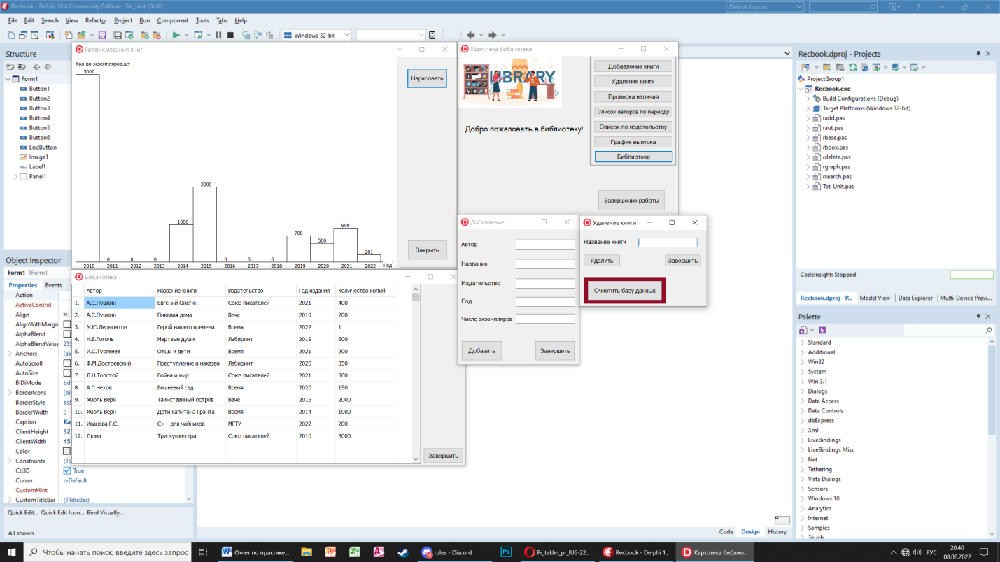 Recbook - Delphi 10.4 Community Edition - Tot_Unit [Built]
Default Layout
File Edit Search View Refactor Project Run Component Tools Tabs Help
Windows 32-bit
Structure
Form1
Button1
Button2
Button3
Button4
Button5
Button6
EndButton
Image1
Label1
Panel1
Object Inspector
Form1 TForm1
Properties Events
Action
ActiveControl
Align
AlignWithMargi
AlphaBlend
AlphaBlendValue 255
Anchors [ak
AutoScroll
AutoSize
BiDiMode bd
BorderIcons [bi
BorderStyle bs
BorderWidth 0
Caption Ка
ClientHeight 32
ClientWidth 45
Color
Constraints (TS
Ctl3D True
Cursor crDefault
CustomHint
CustomTitleBar (TTitleBar)
Quick Edit... Quick Edit Icon... Bind Visually...
All shown
График издания книг
Кол-во экземпляров,шт
5000
0
0
0
1000
2000
0
0
0
700
500
900
201
2010 2011 2012 2013 2014 2015 2016 2017 2018 2019 2020 2021 2022 Год
Нарисовать
Закрыть
Картотека библиотеки
LIBRARY
Добро пожаловать в библиотеку!
Добавление книги
Удаление книги
Проверка наличия
Список авторов по периоду
Список по издательству
График выпуска
Библиотека
Завершение работы
Добавление ...
Автор
Название
Издательство
Год
Число экземпляров
Добавить Завершить
Удаление книги
Название книги
Удалить Завершить
Очистить базу данных
Библиотека
Автор Название книги Издательство Год издания Количество копий
1. А.С.Пушкин Евгений Онегин Союз писателей 2021 400
2. А.С.Пушкин Пиковая дама Вече 2019 200
3. М.Ю.Лермонтов Герой нашего времени Время 2022 1
4. Н.В.Гоголь Мертвые души Лабиринт 2019 500
5. И.С.Тургенев Отцы и дети Время 2021 200
6. Ф.М.Достоевский Преступление и наказан Лабиринт 2020 350
7. Л.Н.Толстой Война и мир Союз писателей 2021 300
8. А.П.Чехов Вишневый сад Время 2020 150
9. Жюль Верн Таинственный остров Вече 2015 2000
10. Жюль Верн Дети капитана Гранта Время 2014 1000
11. Иванова Г.С. С++ для чайников МГТУ 2022 200
12. Дюма Три мушкетера Союз писателей 2010 5000
Завершить
Code Design History
Recbook.dproj - Projects
ProjectGroup1
Recbook.exe
Build Configurations (Debug)
Target Platforms (Windows 32-bit)
radd.pas
raut.pas
rbase.pas
rbook.pas
rdelete.pas
rgraph.pas
rsearch.pas
Tot_Unit.pas
CodeInsight: Stopped
Recbook.dproj - P... Model View Data Explorer Multi-Device Previ...
Palette
Standard
Additional
Win32
System
Win 3.1
Dialogs
Data Access
Data Controls
dbExpress
Xml
LiveBindings
LiveBindings Misc
Net
Tethering
Vista Dialogs
Sensors
Windows 10
Analytics
Internet
Samples
Touch
Чтобы начать поиск, введите здесь запрос
Отчет по практике...
rules - Discord
Pr_tekhn_pr_IU6-22...
Recbook - Delphi 1...
Картотека библио...
РУС
20:40
08.06.2022